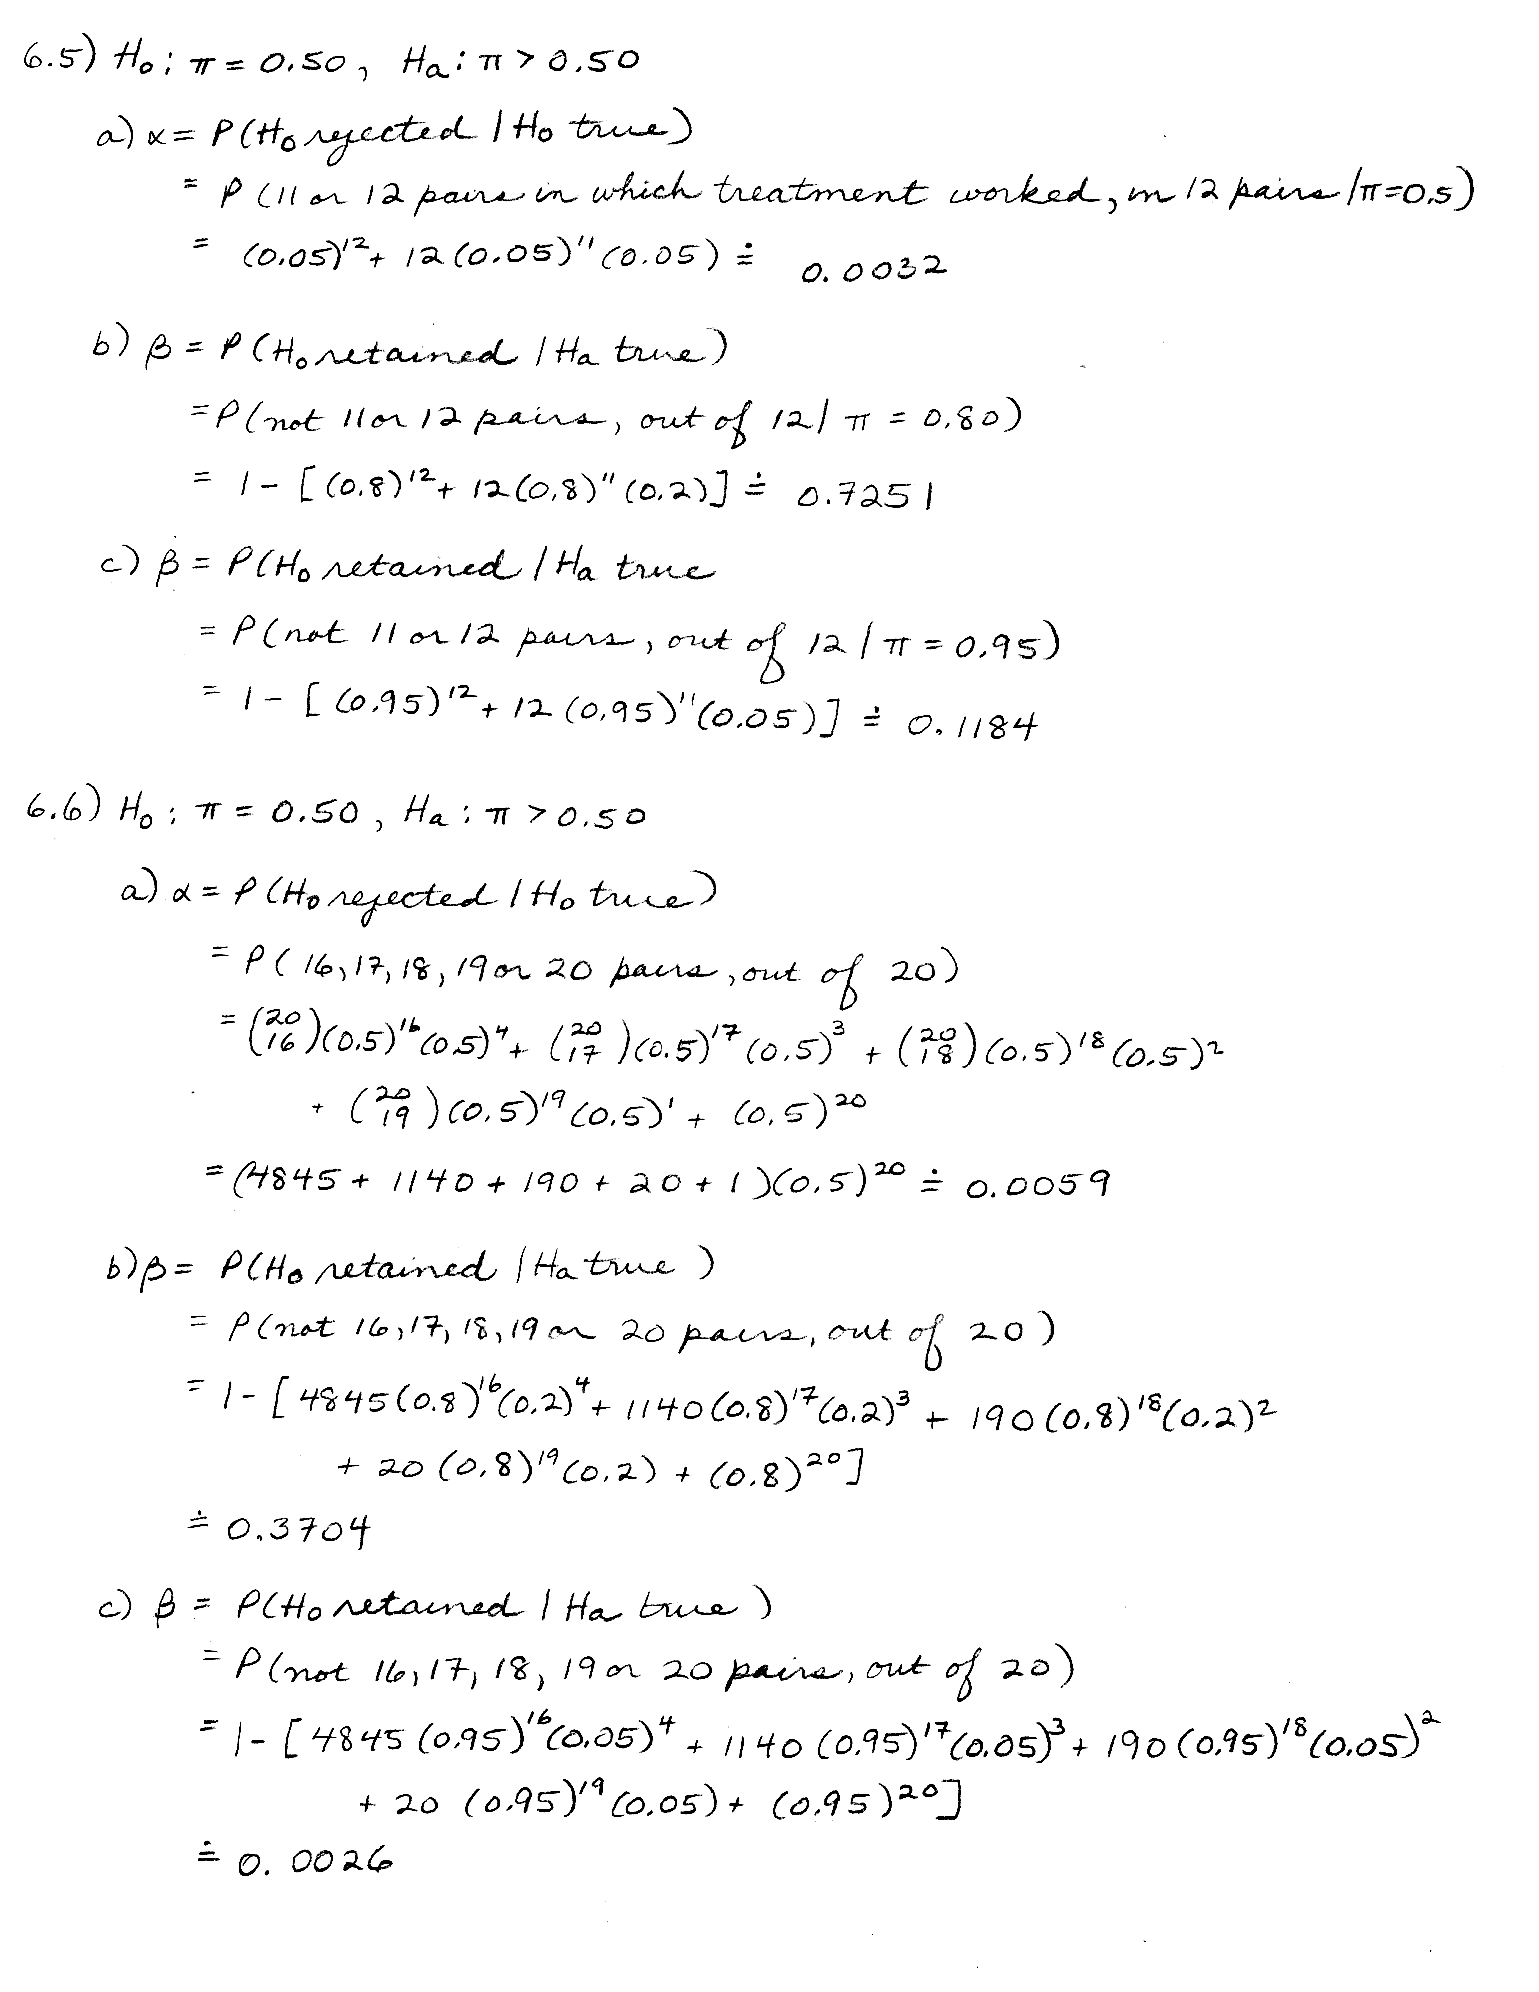 6.5) H₀: π = 0.50, Ha: π > 0.50
a) α = P(H₀ rejected | H₀ true)
= P(11 or 12 pairs in which treatment worked, in 12 pairs | π=0.5)
= (0.05)¹² + 12(0.05)¹¹(0.05) ≐ 0.0032
b) β = P(H₀ retained | Ha true)
= P(not 11 or 12 pairs, out of 12 | π = 0.80)
= 1 - [(0.8)¹² + 12(0.8)¹¹(0.2)] ≐ 0.7251
c) β = P(H₀ retained | Ha true
= P(not 11 or 12 pairs, out of 12 | π = 0.95)
= 1 - [(0.95)¹² + 12(0.95)¹¹(0.05)] ≐ 0.1184
6.6) H₀: π = 0.50, Ha: π > 0.50
a) α = P(H₀ rejected | H₀ true)
= P(16, 17, 18, 19 or 20 pairs, out of 20)
= (20 16)(0.5)¹⁶(0.5)⁴ + (20 17)(0.5)¹⁷(0.5)³ + (20 18)(0.5)¹⁸(0.5)²
+ (20 19)(0.5)¹⁹(0.5)¹ + (0.5)²⁰
= (4845 + 1140 + 190 + 20 + 1)(0.5)²⁰ ≐ 0.0059
b) β = P(H₀ retained | Ha true)
= P(not 16, 17, 18, 19 or 20 pairs, out of 20)
= 1 - [4845(0.8)¹⁶(0.2)⁴ + 1140(0.8)¹⁷(0.2)³ + 190(0.8)¹⁸(0.2)²
+ 20(0.8)¹⁹(0.2) + (0.8)²⁰]
≐ 0.3704
c) β = P(H₀ retained | Ha true)
= P(not 16, 17, 18, 19 or 20 pairs, out of 20)
= 1 - [4845(0.95)¹⁶(0.05)⁴ + 1140(0.95)¹⁷(0.05)³ + 190(0.95)¹⁸(0.05)²
+ 20(0.95)¹⁹(0.05) + (0.95)²⁰]
≐ 0.0026